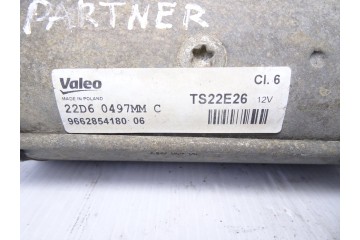 PARTNER
Valeo
Cl. 6
MADE IN POLAND
TS22E26 12V
22D6 0497MM C
9662854180 06